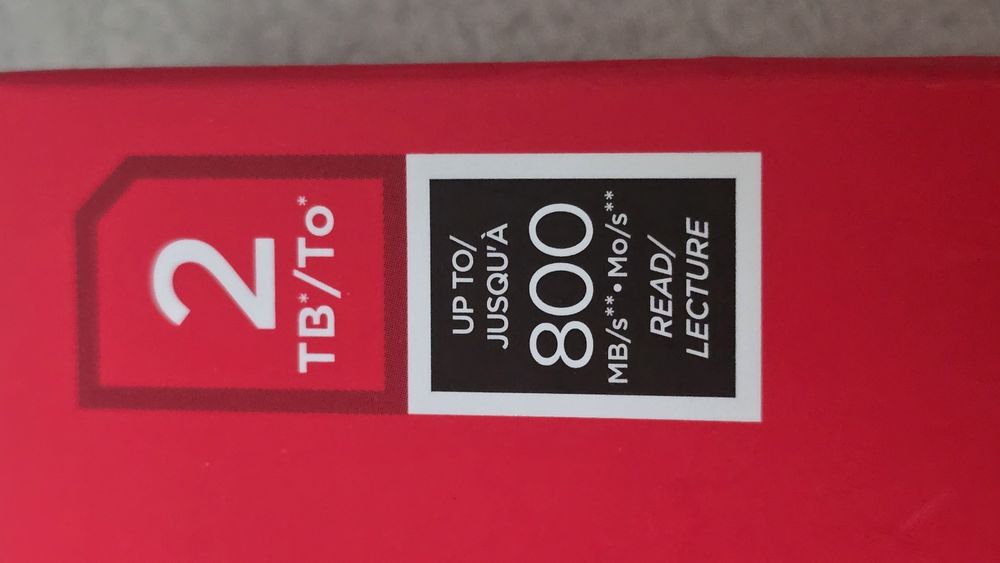 2
TB*/To*
UP TO/
JUSQU'À
800
MB/s**•Mo/s**
READ/
LECTURE